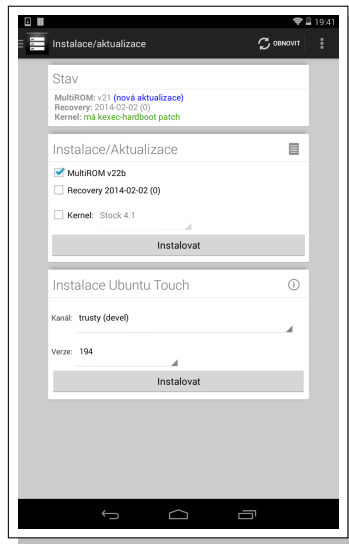 19:41
Instalace/aktualizace
OBNOVIT
Stav
MultiROM: v21 (nová aktualizace)
Recovery: 2014-02-02 (0)
Kernel: má kexec-hardboot patch
Instalace/Aktualizace
MultiROM v22b
Recovery 2014-02-02 (0)
Kernel: Stock 4.1
Instalovat
Instalace Ubuntu Touch
Kanál: trusty (devel)
Verze: 194
Instalovat